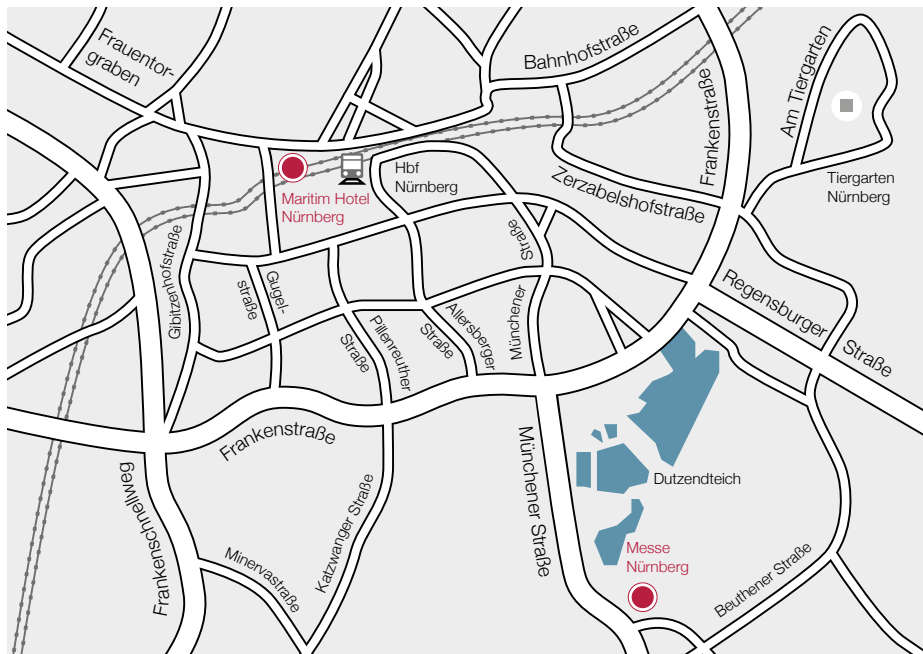 Frauentor-
graben
Bahnhofstraße
Frankenstraße
Am Tiergarten
Hbf
Nürnberg
Maritim Hotel
Nürnberg
Zerzabelshofstraße
Tiergarten
Nürnberg
Gibitzenhofstraße
Gugel-
straße
Pillenreuther
Straße
Allersberger
Straße
Münchener
Straße
Regensburger
Straße
Frankenstraße
Münchener Straße
Dutzendteich
Frankenschnellweg
Minervastraße
Katzwanger Straße
Messe
Nürnberg
Beuthener Straße